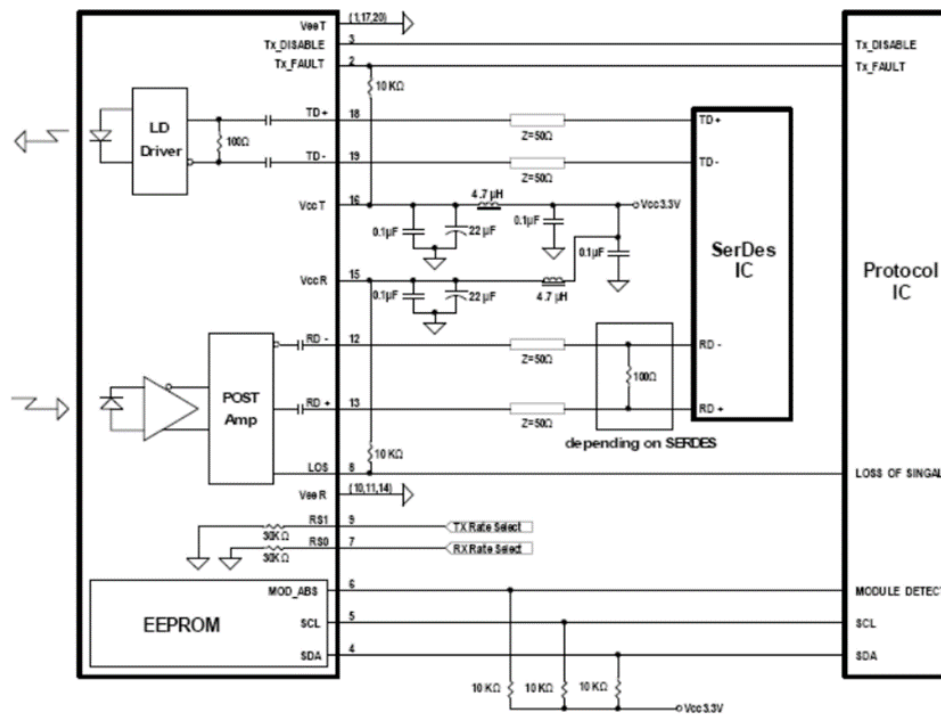 VeeT (1,17,20)
Tx_DISABLE 3 Tx_DISABLE
Tx_FAULT 2 Tx_FAULT
10 KΩ
LD
Driver
100Ω
TD+ 18 TD+
Z=50Ω
TD- 19 TD-
Z=50Ω
VccT 16
4.7 µH
Vcc3.3V
0.1µF
22 µF
0.1µF
0.1µF
SerDes
IC
Protocol
IC
VccR 15
0.1µF
22 µF
4.7 µH
POST
Amp
RD - 12 RD -
Z=50Ω
100Ω
RD + 13 RD +
Z=50Ω
depending on SERDES
10 KΩ
LOS 8 LOSS OF SINGAL
VeeR (10,11,14)
RS1 9 TX Rate Select
30KΩ
RS0 7 RX Rate Select
30KΩ
EEPROM
MOD_ABS 6 MODULE DETECT
SCL 5 SCL
SDA 4 SDA
10 KΩ 10 KΩ 10 KΩ
Vcc3.3V